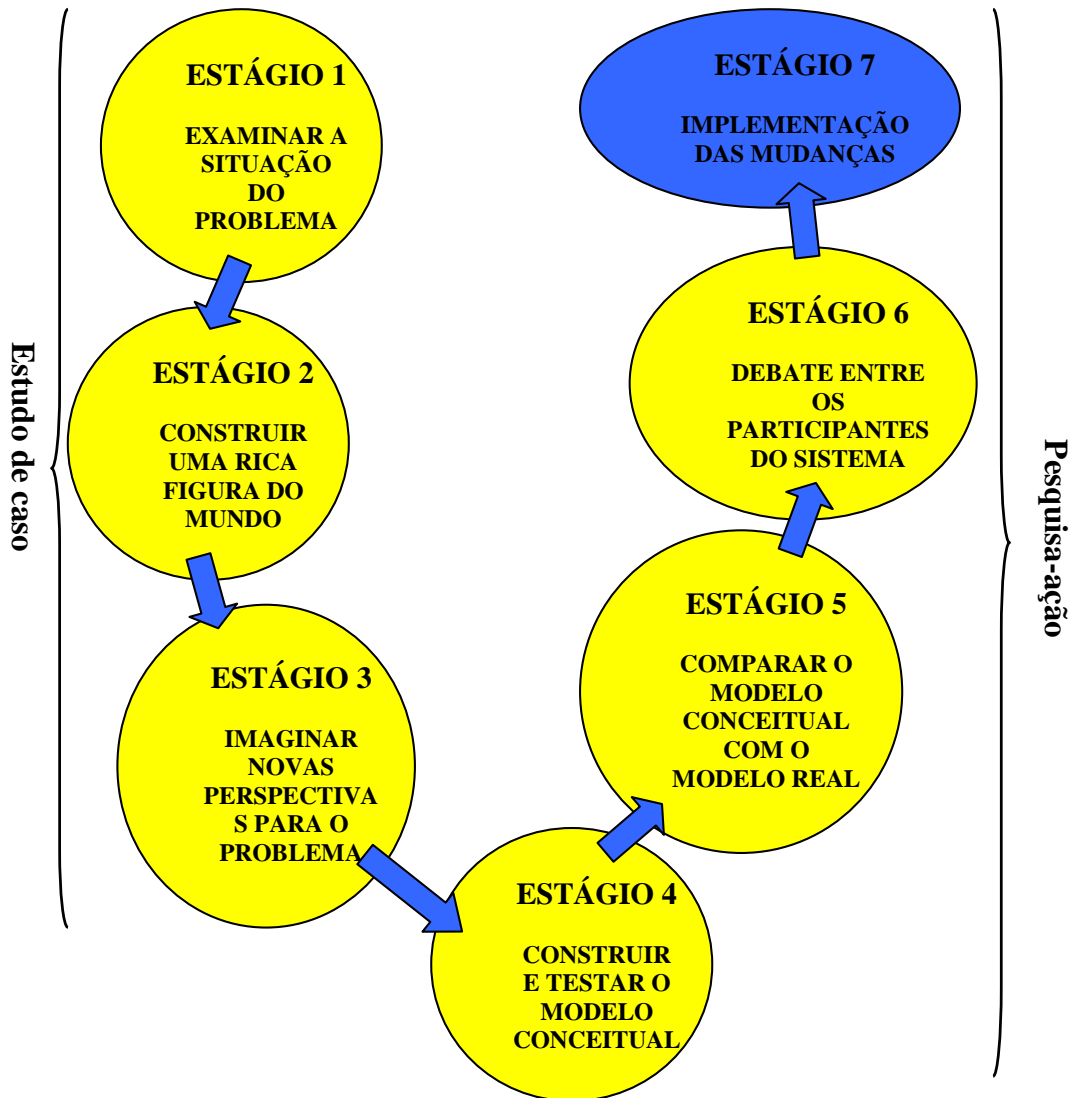 Estudo de caso
ESTÁGIO 1
EXAMINAR A
SITUAÇÃO
DO
PROBLEMA
ESTÁGIO 2
CONSTRUIR
UMA RICA
FIGURA DO
MUNDO
ESTÁGIO 3
IMAGINAR
NOVAS
PERSPECTIVA
S PARA O
PROBLEMA
ESTÁGIO 4
CONSTRUIR
E TESTAR O
MODELO
CONCEITUAL
ESTÁGIO 5
COMPARAR O
MODELO
CONCEITUAL
COM O
MODELO REAL
ESTÁGIO 6
DEBATE ENTRE
OS
PARTICIPANTES
DO SISTEMA
ESTÁGIO 7
IMPLEMENTAÇÃO
DAS MUDANÇAS
Pesquisa-ação